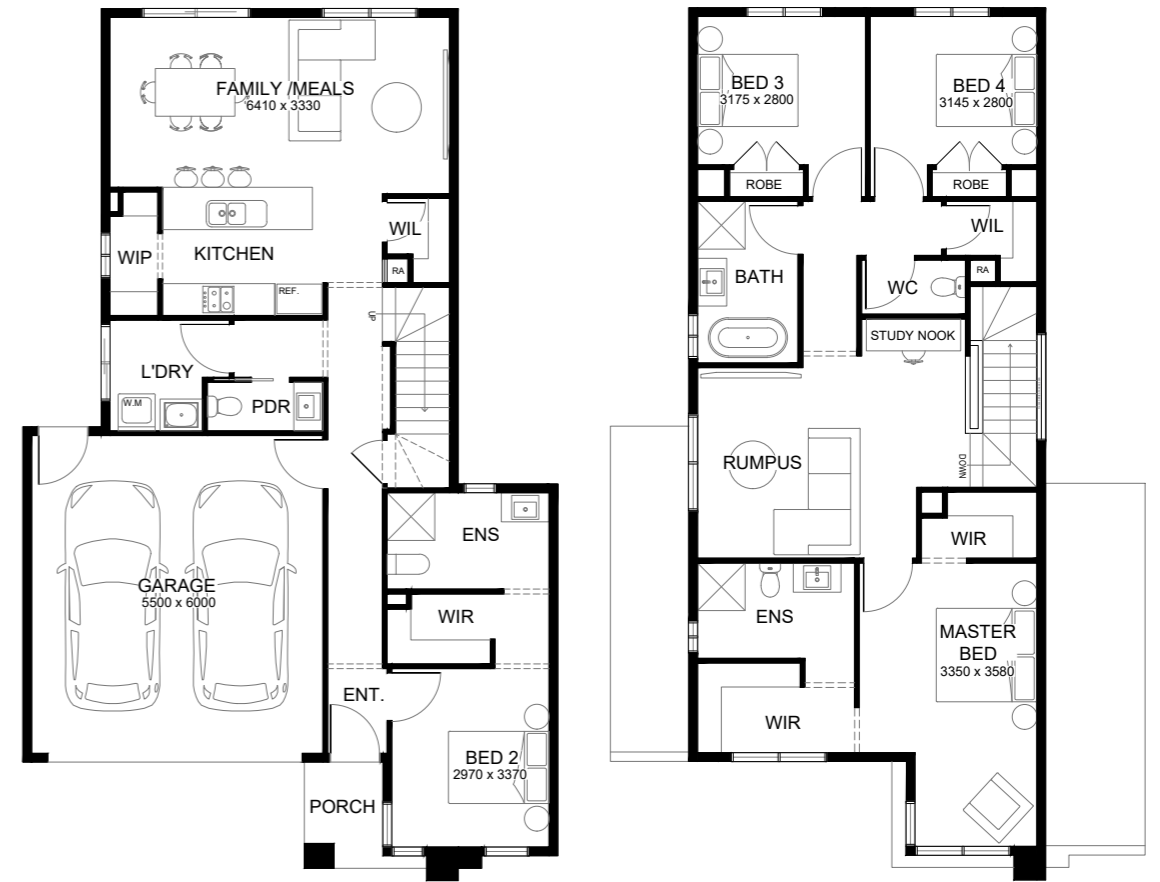 FAMILY /MEALS
6410 x 3330
WIL
WIP
KITCHEN
RA
REF.
UP
L'DRY
W.M
PDR
GARAGE
5500 x 6000
ENS
WIR
ENT.
BED 2
2970 x 3370
PORCH
BED 3
3175 x 2800
BED 4
3145 x 2800
ROBE
ROBE
WIL
BATH
RA
WC
STUDY NOOK
RUMPUS
DOWN
WIR
ENS
MASTER
BED
3350 x 3580
WIR